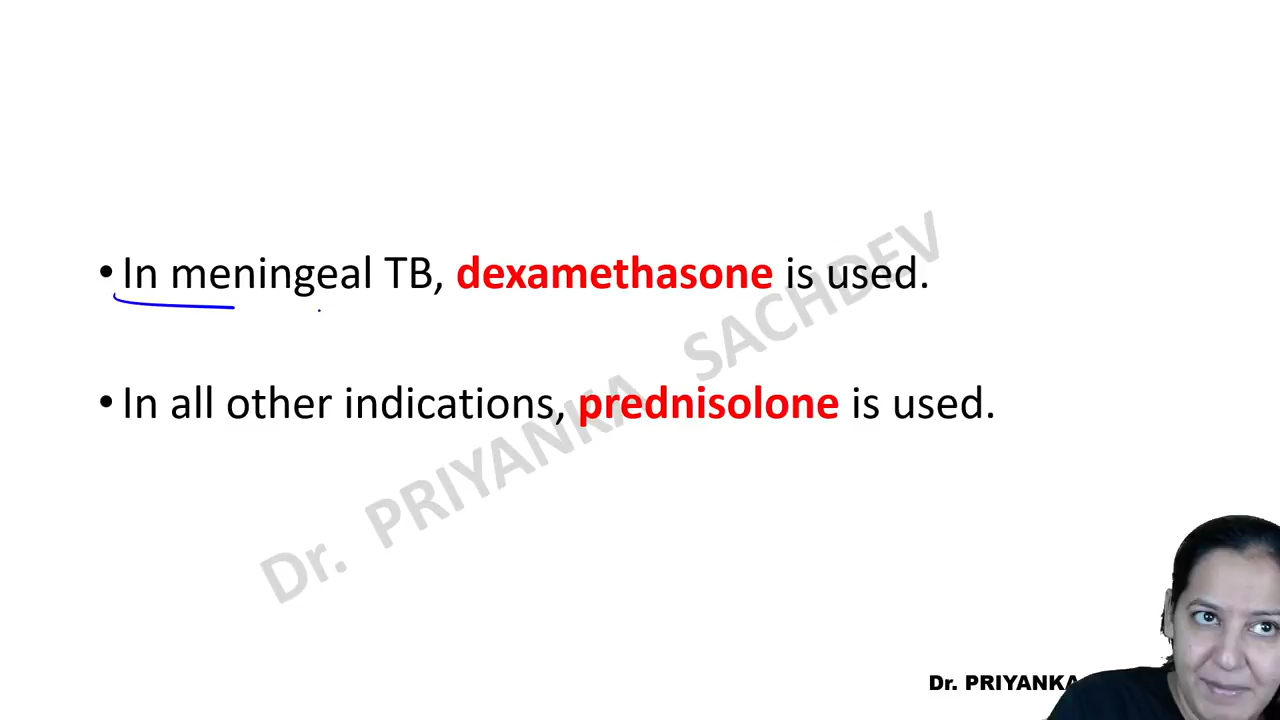 • In meningeal TB, dexamethasone is used.
• In all other indications, prednisolone is used.
Dr. PRIYANKA SACHDEV
Dr. PRIYANKA